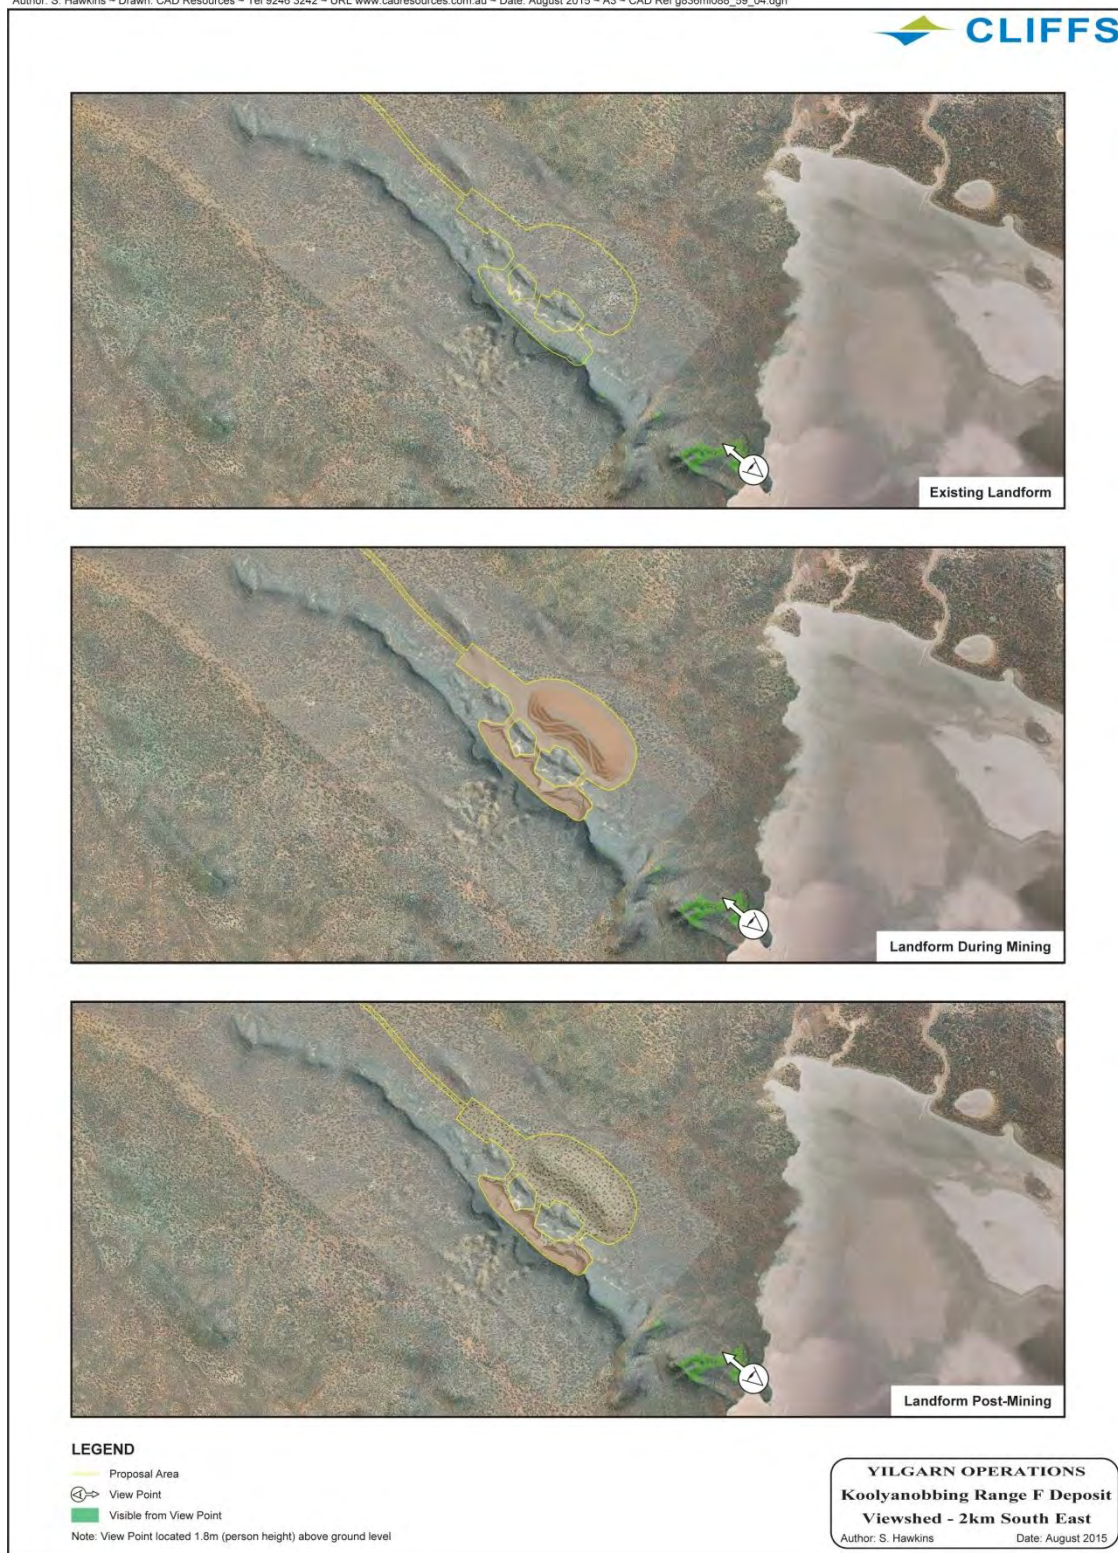 Author: S. Hawkins ~ Drawn: CAD Resources ~ Tel 9246 3242 ~ URL www.cadresources.com.au ~ Date: August 2015 ~ A3 ~ CAD Ref g836ml088_59_04.dgn
CLIFFS
Existing Landform
Landform During Mining
Landform Post-Mining
LEGEND
Proposal Area
View Point
Visible from View Point
Note: View Point located 1.8m (person height) above ground level
YILGARN OPERATIONS
Koolyanobbing Range F Deposit
Viewshed - 2km South East
Author: S. Hawkins Date: August 2015